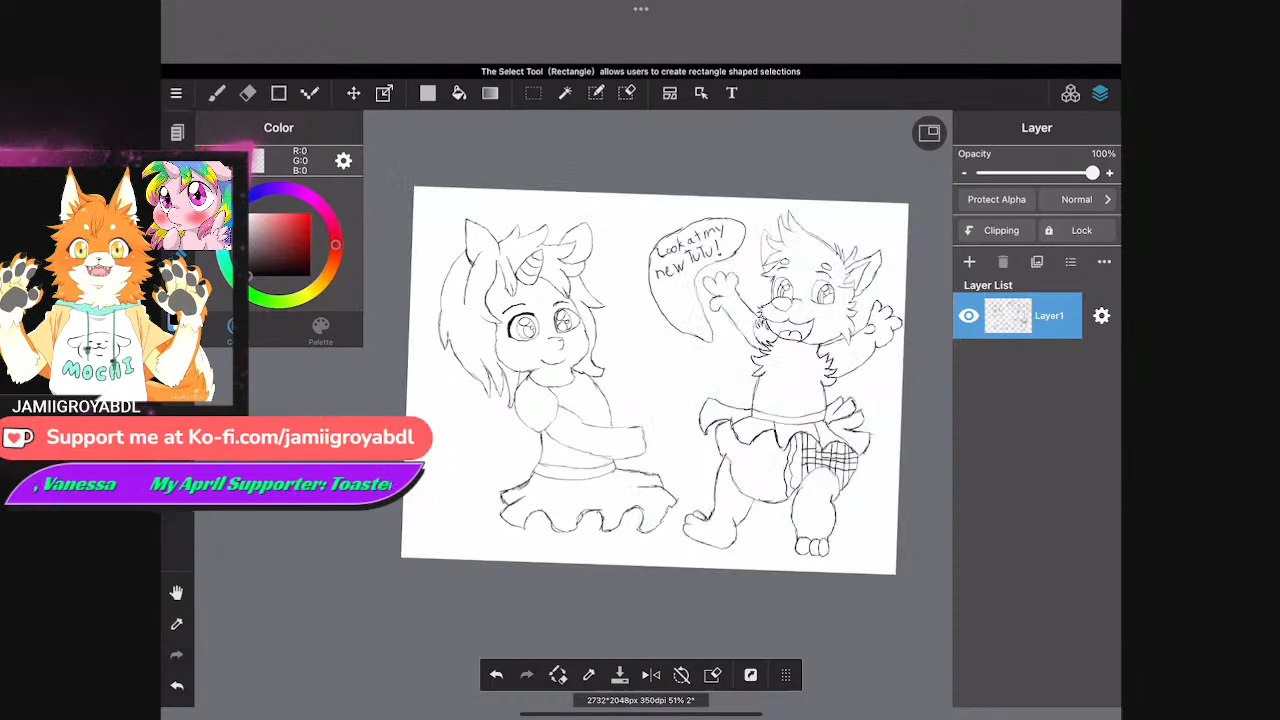 The Select Tool (Rectangle) allows users to create rectangle shaped selections
Color
R:0
G:0
B:0
Palette
Layer
Opacity 100%
- +
Protect Alpha Normal
Clipping Lock
Layer List
Layer1
Look at my
new TuTu!
MOCHI
JAMIIGROYABDL
Support me at Ko-fi.com/jamiigroyabdl
, Vanessa My April Supporter: Toaste
2732*2048px 350dpi 51% 2°